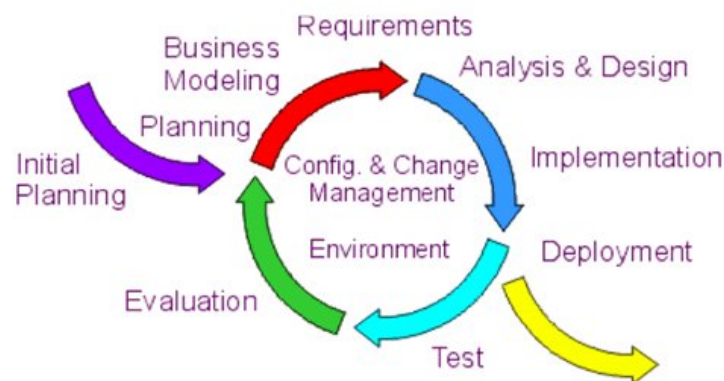 Requirements
Business
Modeling
Planning
Initial
Planning
Analysis & Design
Config. & Change
Management
Implementation
Environment
Deployment
Evaluation
Test